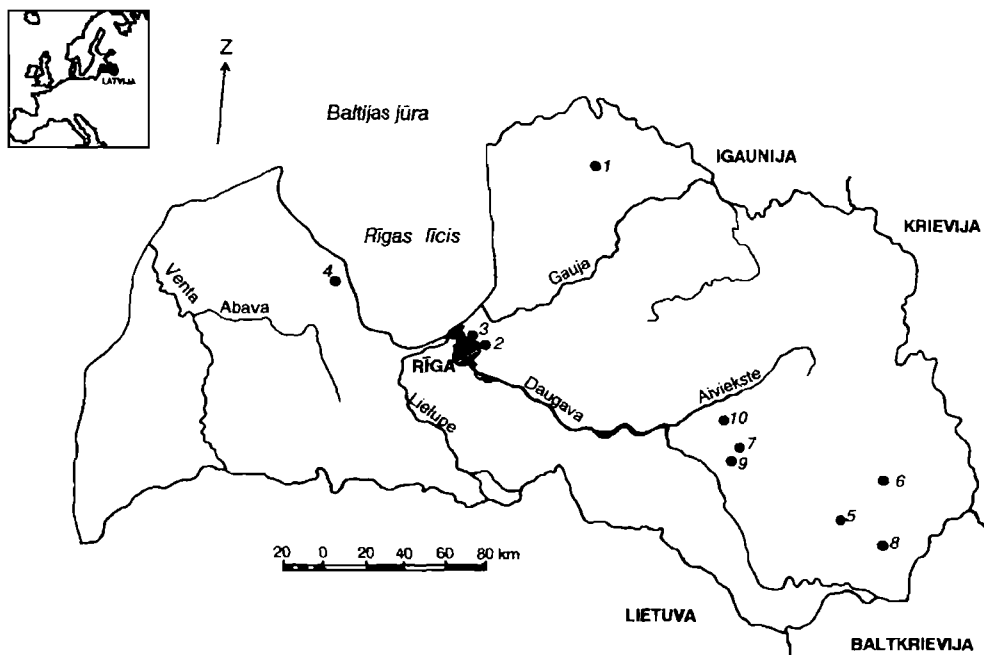 LATVIJA
Z
Baltijas jūra
IGAUNIJA
1
KRIEVIJA
Rīgas līcis
Gauja
4
Venta
Abava
3
2
RĪGA
Daugava
Aiviekste
Lielupe
10
7
9
6
5
8
20 0 20 40 60 80 km
LIETUVA
BALTKRIEVIJA